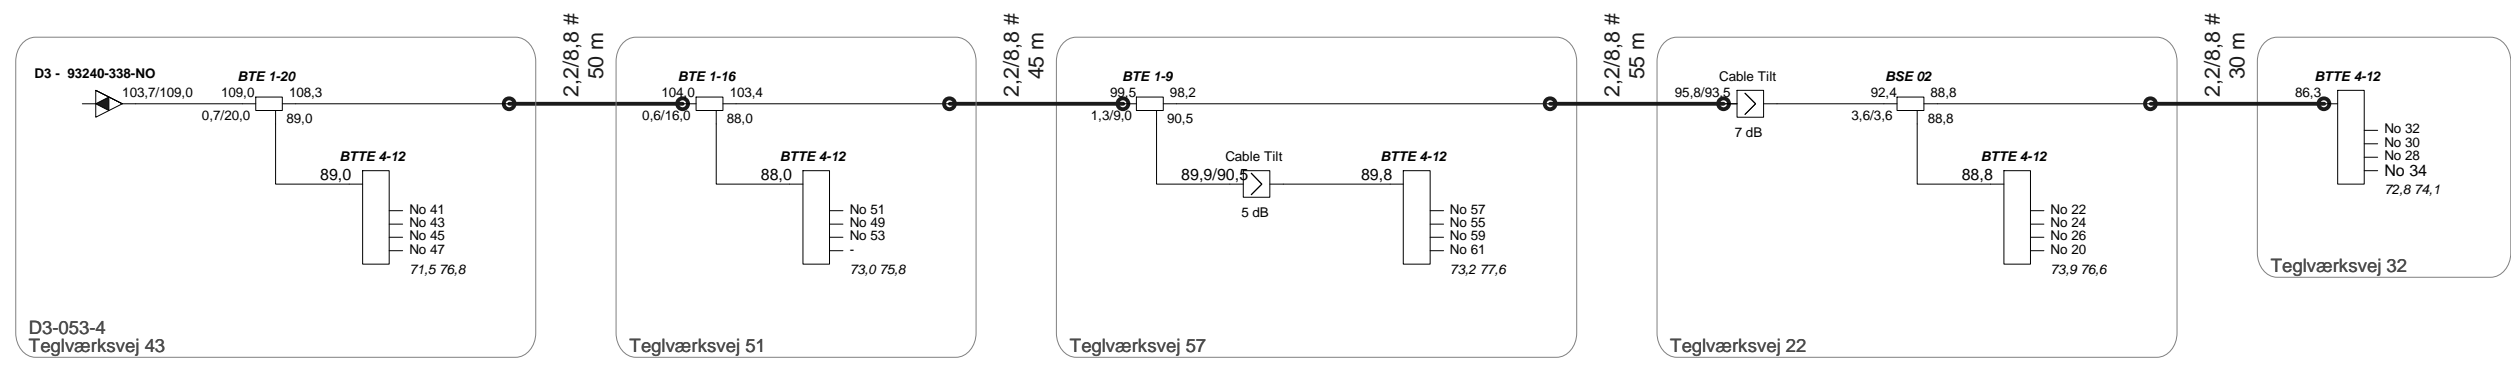 D3 - 93240-338-NO
103,7/109,0
BTE 1-20
109,0
108,3
0,7/20,0
89,0
BTTE 4-12
89,0
No 41
No 43
No 45
No 47
71,5 76,8
D3-053-4
Teglværksvej 43
2,2/8,8 #
50 m
BTE 1-16
104,0
103,4
0,6/16,0
88,0
BTTE 4-12
88,0
No 51
No 49
No 53
-
73,0 75,8
Teglværksvej 51
2,2/8,8 #
45 m
BTE 1-9
99,5
98,2
1,3/9,0
90,5
Cable Tilt
89,9/90,5
5 dB
BTTE 4-12
89,8
No 57
No 55
No 59
No 61
73,2 77,6
Teglværksvej 57
2,2/8,8 #
55 m
Cable Tilt
95,8/93,5
7 dB
BSE 02
92,4
88,8
3,6/3,6
88,8
BTTE 4-12
88,8
No 22
No 24
No 26
No 20
73,9 76,6
Teglværksvej 22
2,2/8,8 #
30 m
BTTE 4-12
86,3
No 32
No 30
No 28
No 34
72,8 74,1
Teglværksvej 32